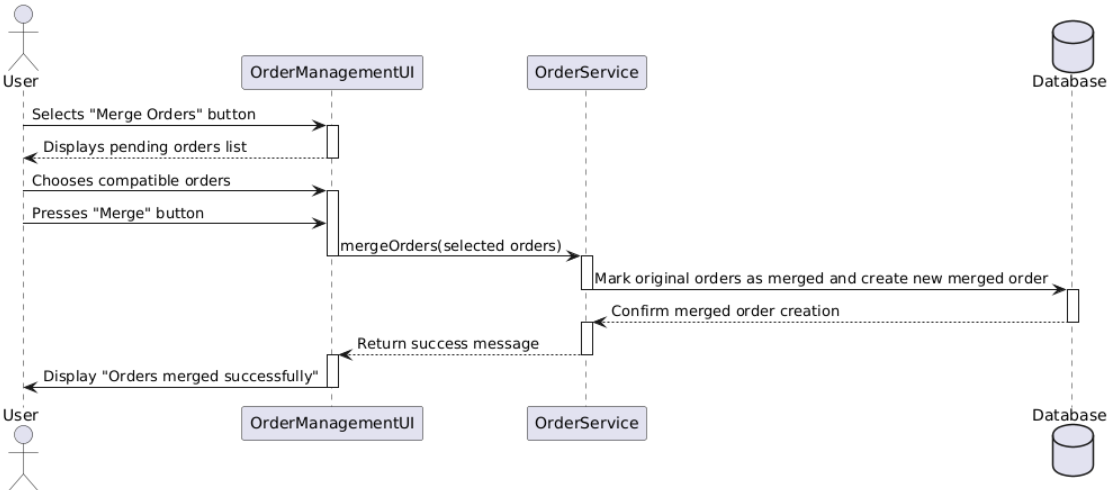 User
OrderManagementUI
OrderService
Database
Selects "Merge Orders" button
Displays pending orders list
Chooses compatible orders
Presses "Merge" button
mergeOrders(selected orders)
Mark original orders as merged and create new merged order
Confirm merged order creation
Return success message
Display "Orders merged successfully"
User
OrderManagementUI
OrderService
Database